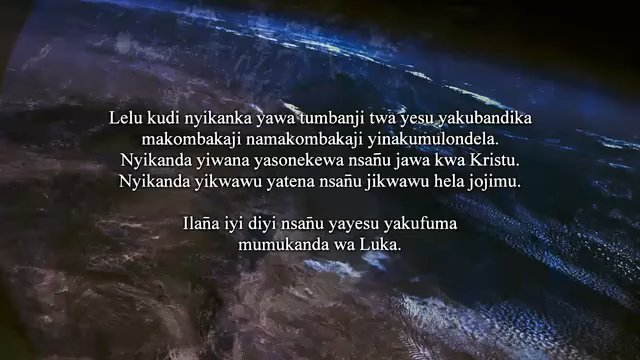 Lelu kudi nyikanka yawa tumbanji twa yesu yakubandika
makombakaji namakombakaji yinakumulondela.
Nyikanda yiwana yasonekewa nsañu jawa kwa Kristu.
Nyikanda yikwawu yatena nsañu jikwawu hela jojimu.
Ilaña iyi diyi nsañu yayesu yakufuma
mumukanda wa Luka.